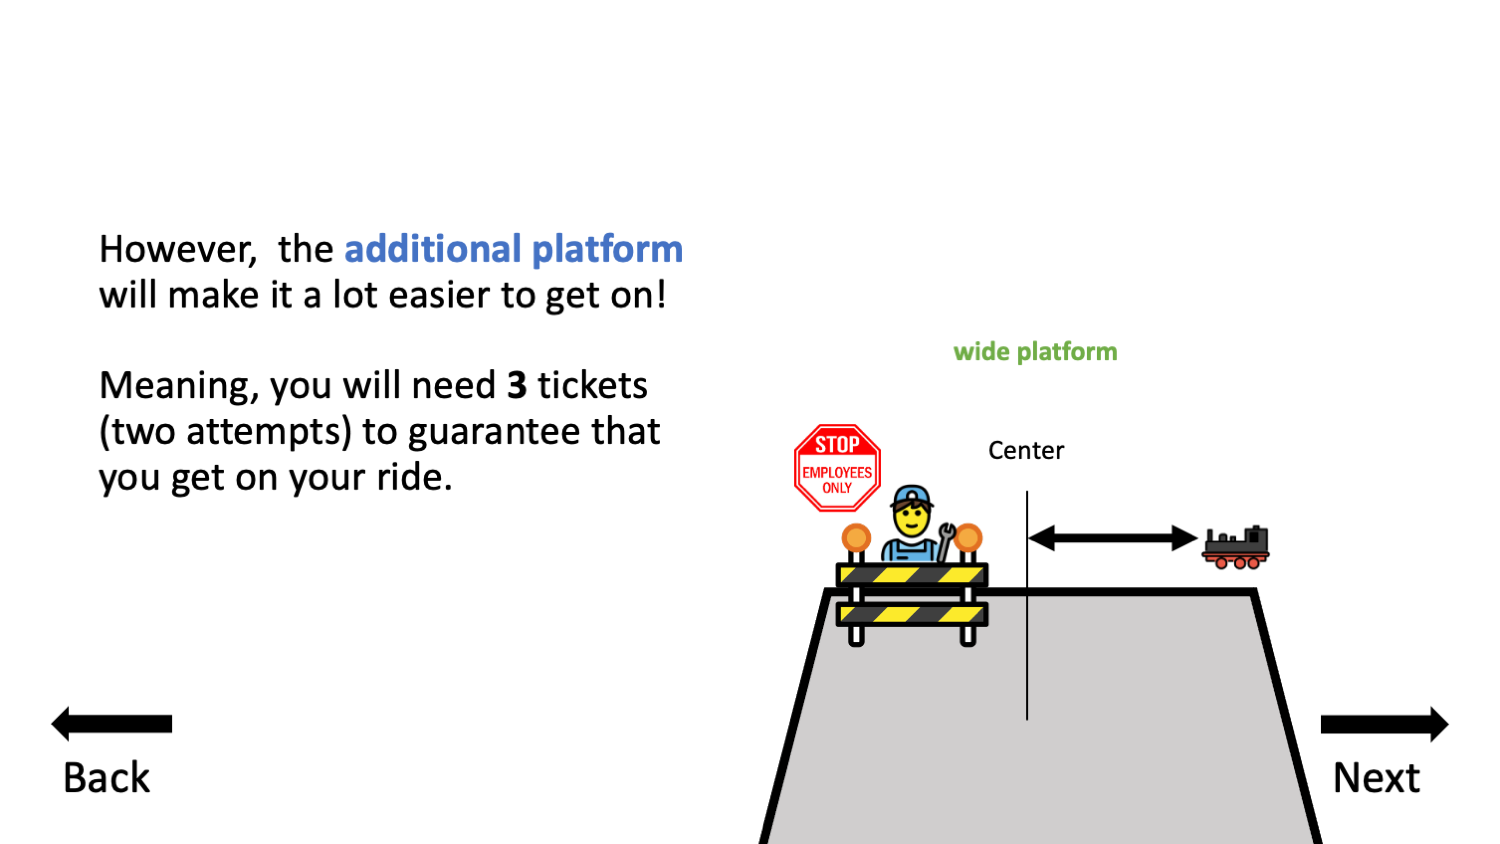 However,  the additional platform
will make it a lot easier to get on!
Meaning, you will need 3 tickets
(two attempts) to guarantee that
you get on your ride.
wide platform
STOP
EMPLOYEES
ONLY
Center
Back
Next